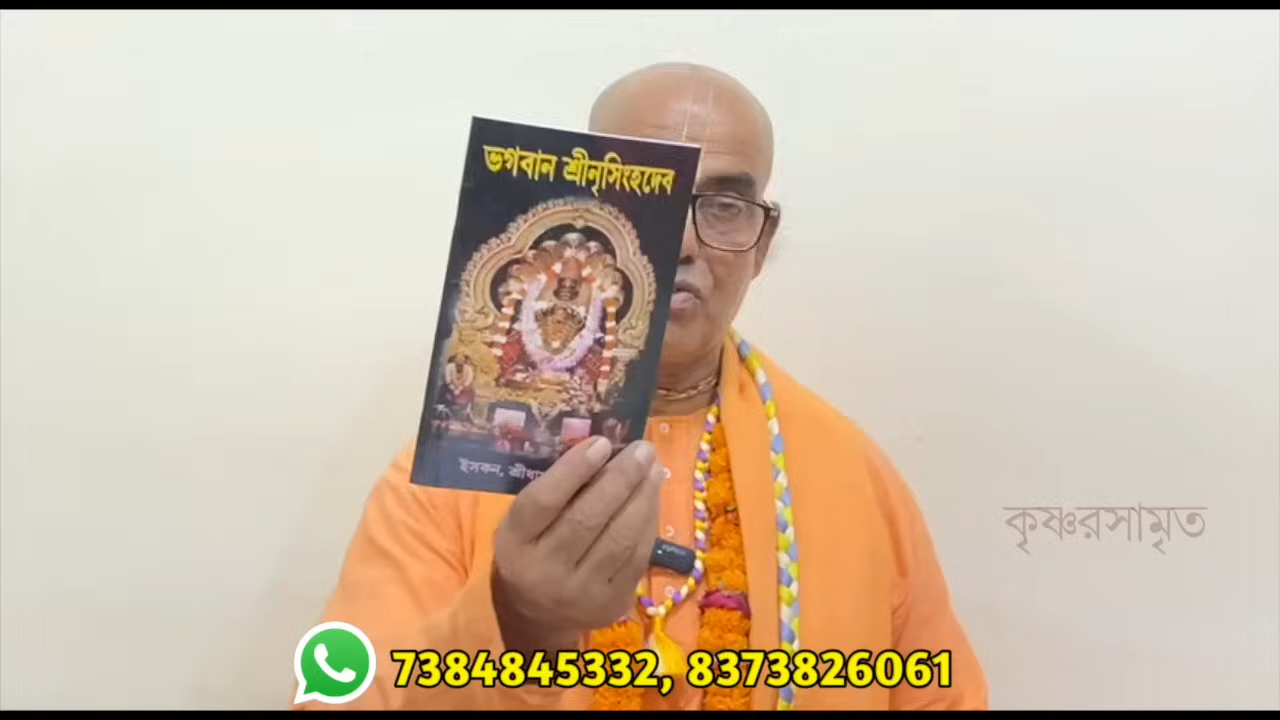 ভগবান শ্রীনৃসিংহদেব
ইসকন,
কৃষ্ণরসামৃত
7384845332, 8373826061